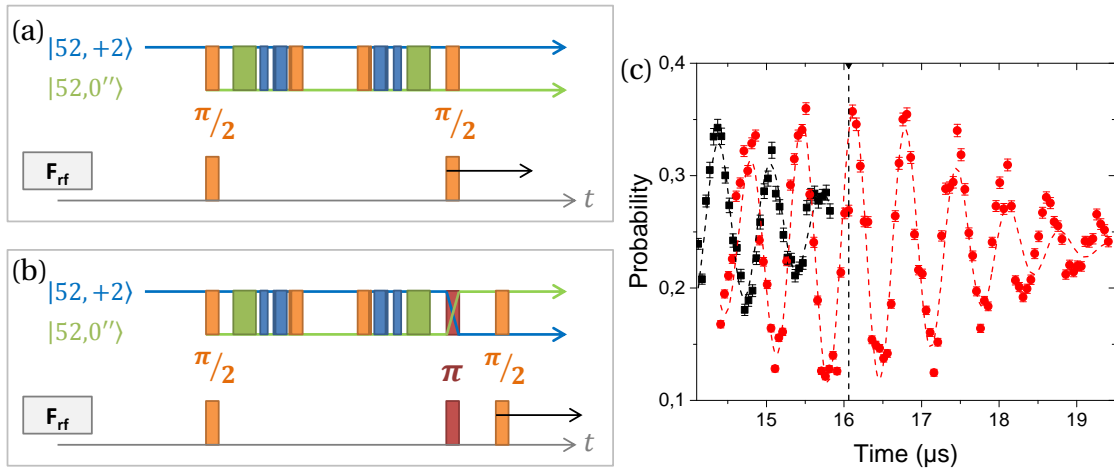 (a)
|52,+2⟩
|52,0''⟩
π/2
π/2
F_rf
t
(b)
|52,+2⟩
|52,0''⟩
π/2
π
π/2
F_rf
t
(c)
Probability
0,4
0,3
0,2
0,1
15 16 17 18 19
Time (µs)